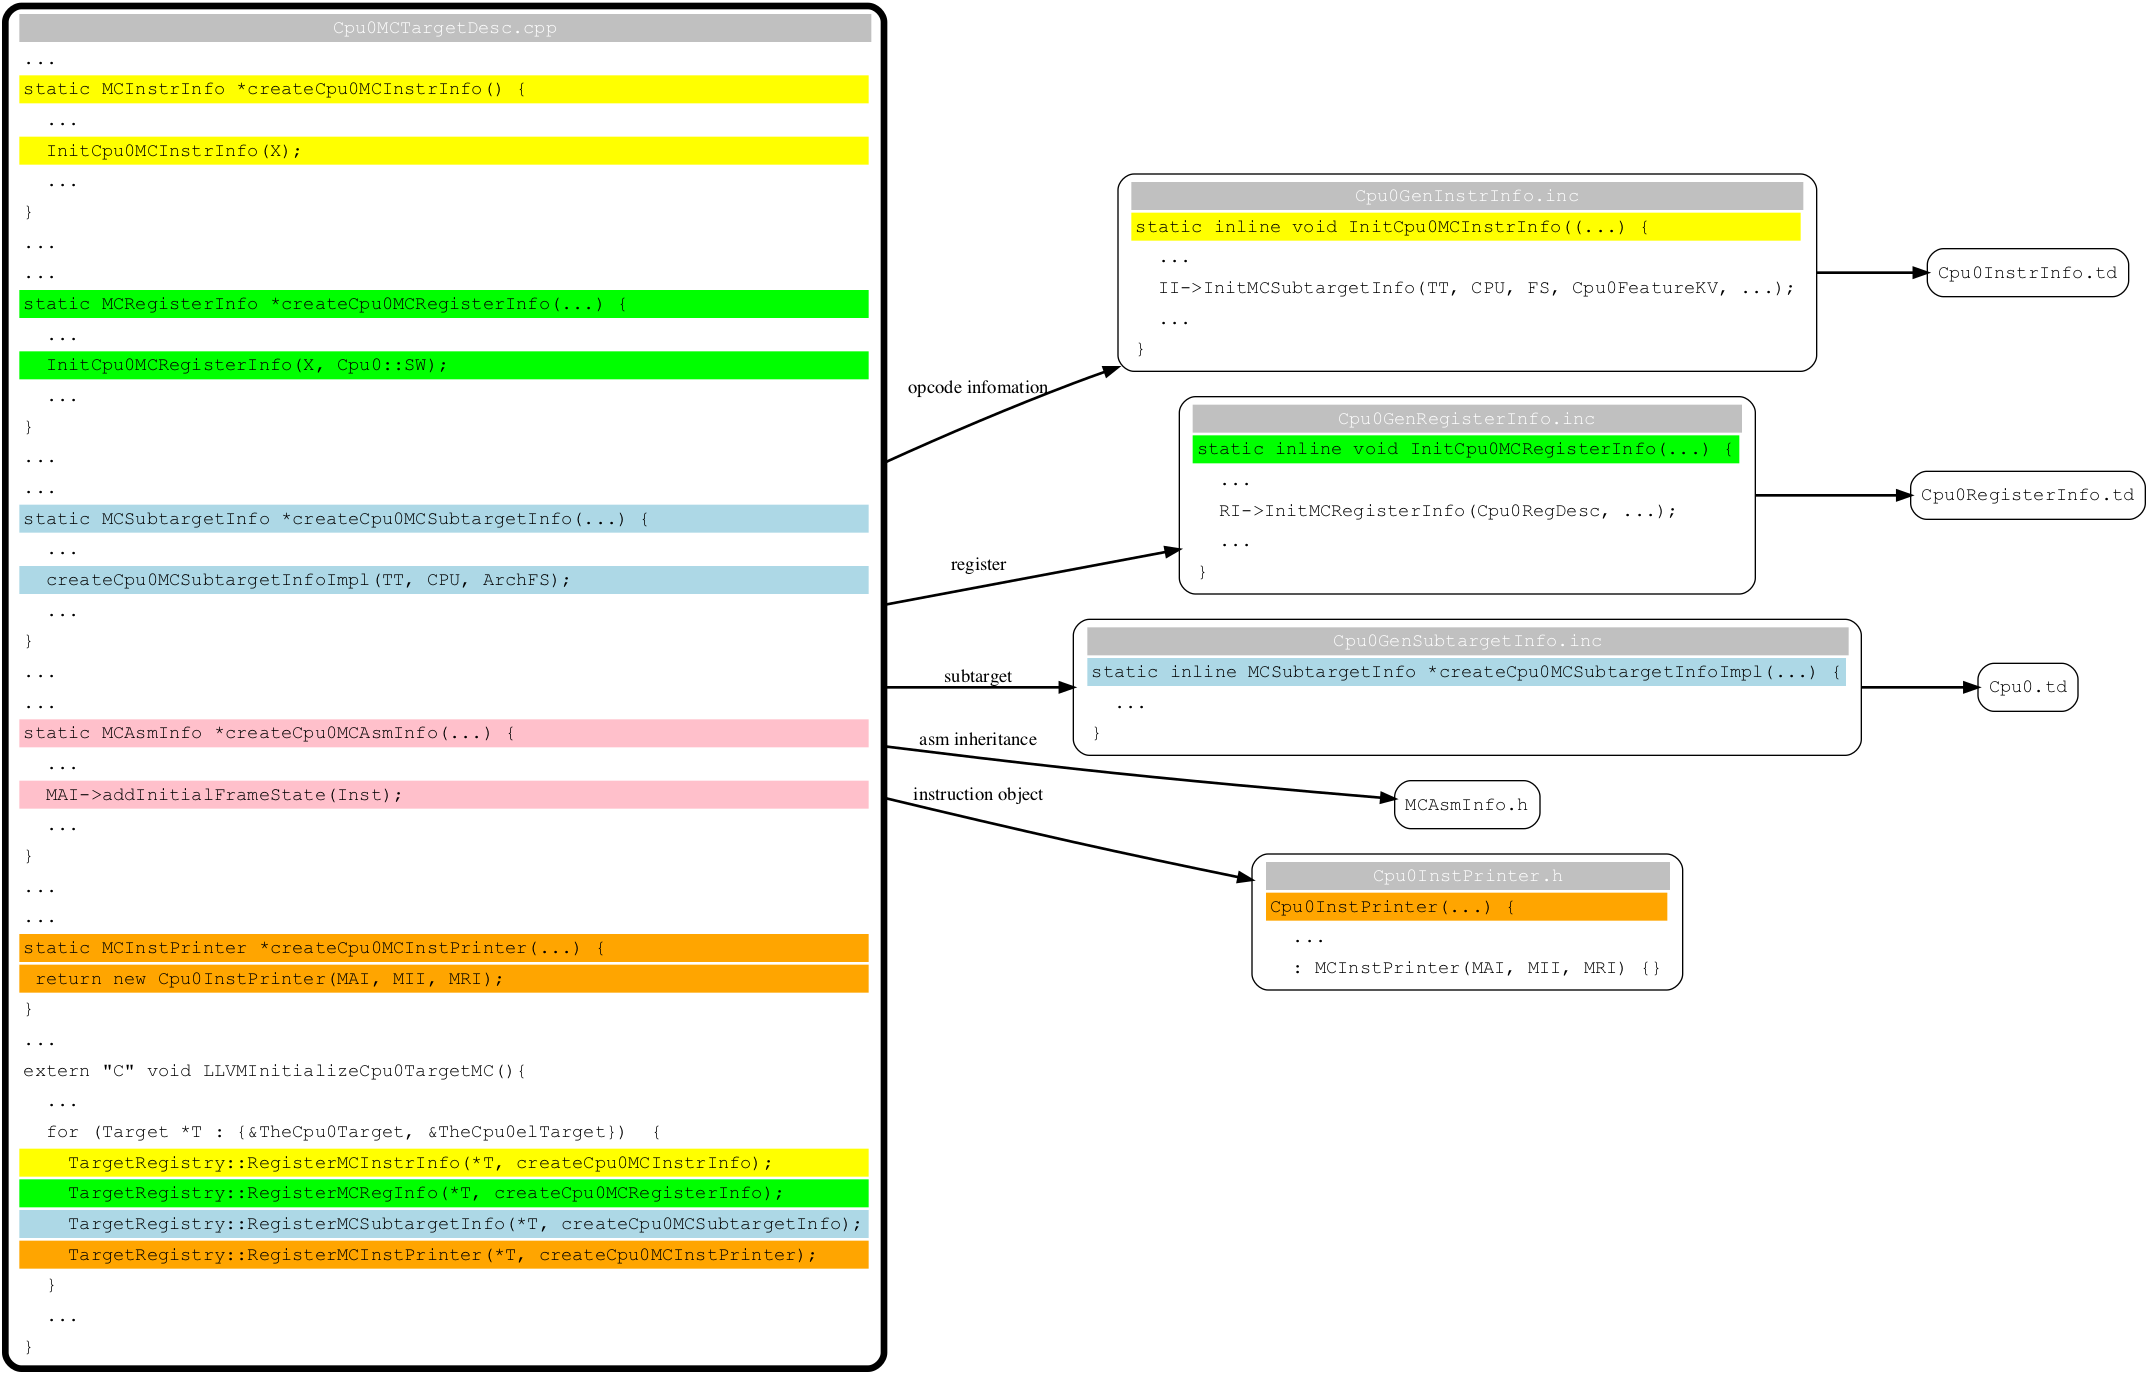 Cpu0MCTargetDesc.cpp
...
static MCInstrInfo *createCpu0MCInstrInfo() {
  ...
  InitCpu0MCInstrInfo(X);
  ...
}
...
...
static MCRegisterInfo *createCpu0MCRegisterInfo(...) {
  ...
  InitCpu0MCRegisterInfo(X, Cpu0::SW);
  ...
}
...
...
static MCSubtargetInfo *createCpu0MCSubtargetInfo(...) {
  ...
  createCpu0MCSubtargetInfoImpl(TT, CPU, ArchFS);
  ...
}
...
...
static MCAsmInfo *createCpu0MCAsmInfo(...) {
  ...
  MAI->addInitialFrameState(Inst);
  ...
}
...
...
static MCInstPrinter *createCpu0MCInstPrinter(...) {
 return new Cpu0InstPrinter(MAI, MII, MRI);
}
...
extern "C" void LLVMInitializeCpu0TargetMC(){
  ...
  for (Target *T : {&TheCpu0Target, &TheCpu0elTarget})  {
    TargetRegistry::RegisterMCInstrInfo(*T, createCpu0MCInstrInfo);
    TargetRegistry::RegisterMCRegInfo(*T, createCpu0MCRegisterInfo);
    TargetRegistry::RegisterMCSubtargetInfo(*T, createCpu0MCSubtargetInfo);
    TargetRegistry::RegisterMCInstPrinter(*T, createCpu0MCInstPrinter);
  }
  ...
}
opcode infomation
register
subtarget
asm inheritance
instruction object
Cpu0GenInstrInfo.inc
static inline void InitCpu0MCInstrInfo((...) {
  ...
  II->InitMCSubtargetInfo(TT, CPU, FS, Cpu0FeatureKV, ...);
  ...
}
Cpu0InstrInfo.td
Cpu0GenRegisterInfo.inc
static inline void InitCpu0MCRegisterInfo(...) {
  ...
  RI->InitMCRegisterInfo(Cpu0RegDesc, ...);
  ...
}
Cpu0RegisterInfo.td
Cpu0GenSubtargetInfo.inc
static inline MCSubtargetInfo *createCpu0MCSubtargetInfoImpl(...) {
  ...
}
Cpu0.td
MCAsmInfo.h
Cpu0InstPrinter.h
Cpu0InstPrinter(...) {
  ...
  : MCInstPrinter(MAI, MII, MRI) {}